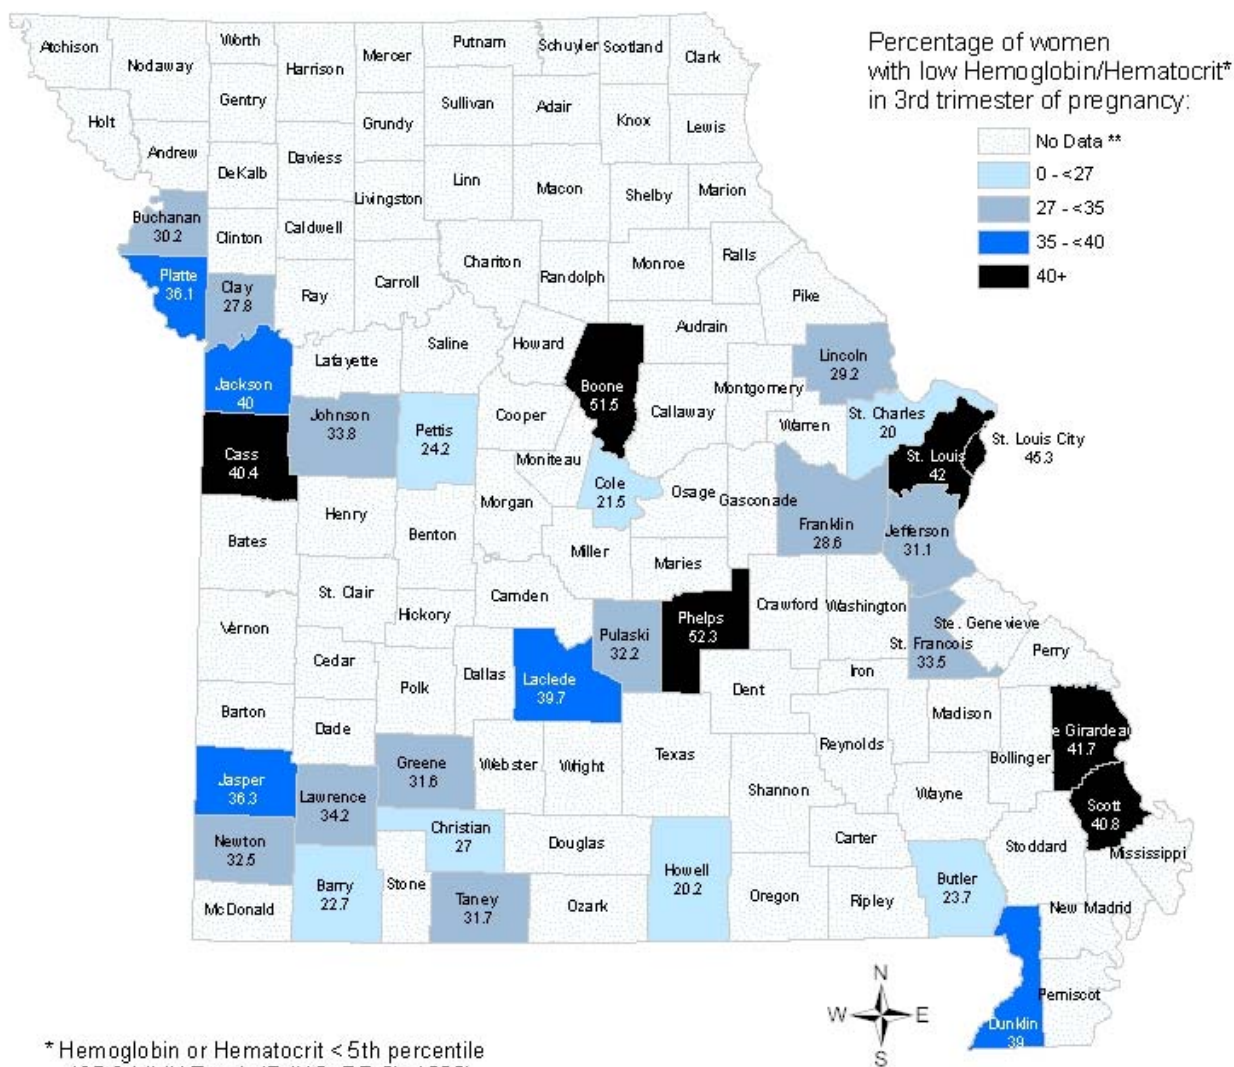 Percentage of women
with low Hemoglobin/Hematocrit*
in 3rd trimester of pregnancy:
No Data **
0 - <27
27 - <35
35 - <40
40+
Atchison
Nodaway
Worth
Harrison
Mercer
Putnam
Schuyler
Scotland
Clark
Holt
Andrew
Gentry
DeKalb
Daviess
Grundy
Sullivan
Adair
Knox
Lewis
Livingston
Linn
Macon
Shelby
Marion
Buchanan
30.2
Clinton
Caldwell
Carroll
Chariton
Randolph
Monroe
Ralls
Platte
36.1
Clay
27.8
Ray
Saline
Howard
Audrain
Pike
Jackson
40
Lafayette
Boone
51.5
Callaway
Montgomery
Lincoln
29.2
Cass
40.4
Johnson
33.8
Pettis
24.2
Cooper
Moniteau
Cole
21.5
Osage
Gasconade
Warren
St. Charles
20
St. Louis
42
St. Louis City
45.3
Bates
Henry
Benton
Morgan
Miller
Maries
Franklin
28.6
Jefferson
31.1
Vernon
St. Clair
Hickory
Camden
Pulaski
32.2
Phelps
52.3
Crawford
Washington
St. Francois
33.5
Ste. Genevieve
Perry
Barton
Cedar
Polk
Dallas
Laclede
39.7
Dent
Iron
Madison
Bollinger
e Girardeau
41.7
Jasper
36.3
Dade
Greene
31.6
Webster
Wright
Texas
Shannon
Reynolds
Wayne
Scott
40.8
Newton
32.5
Lawrence
34.2
Christian
27
Douglas
Howell
20.2
Carter
Stoddard
Mississippi
McDonald
Barry
22.7
Stone
Taney
31.7
Ozark
Oregon
Ripley
Butler
23.7
New Madrid
Dunklin
39
Pemiscot
N
W
E
S
* Hemoglobin or Hematocrit < 5th percentile